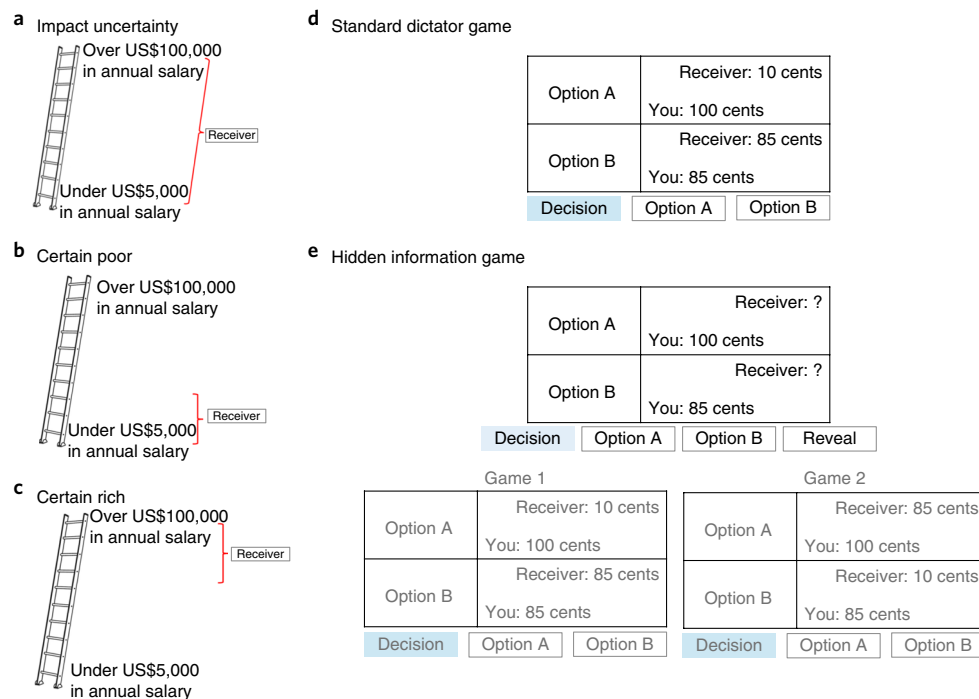 a Impact uncertainty
Over US$100,000
in annual salary
Receiver
Under US$5,000
in annual salary
b Certain poor
Over US$100,000
in annual salary
Receiver
Under US$5,000
in annual salary
c Certain rich
Over US$100,000
in annual salary
Receiver
Under US$5,000
in annual salary
d Standard dictator game
Option A
Receiver: 10 cents
You: 100 cents
Option B
Receiver: 85 cents
You: 85 cents
Decision Option A Option B
e Hidden information game
Option A
Receiver: ?
You: 100 cents
Option B
Receiver: ?
You: 85 cents
Decision Option A Option B Reveal
Game 1
Option A
Receiver: 10 cents
You: 100 cents
Option B
Receiver: 85 cents
You: 85 cents
Decision Option A Option B
Game 2
Option A
Receiver: 85 cents
You: 100 cents
Option B
Receiver: 10 cents
You: 85 cents
Decision Option A Option B